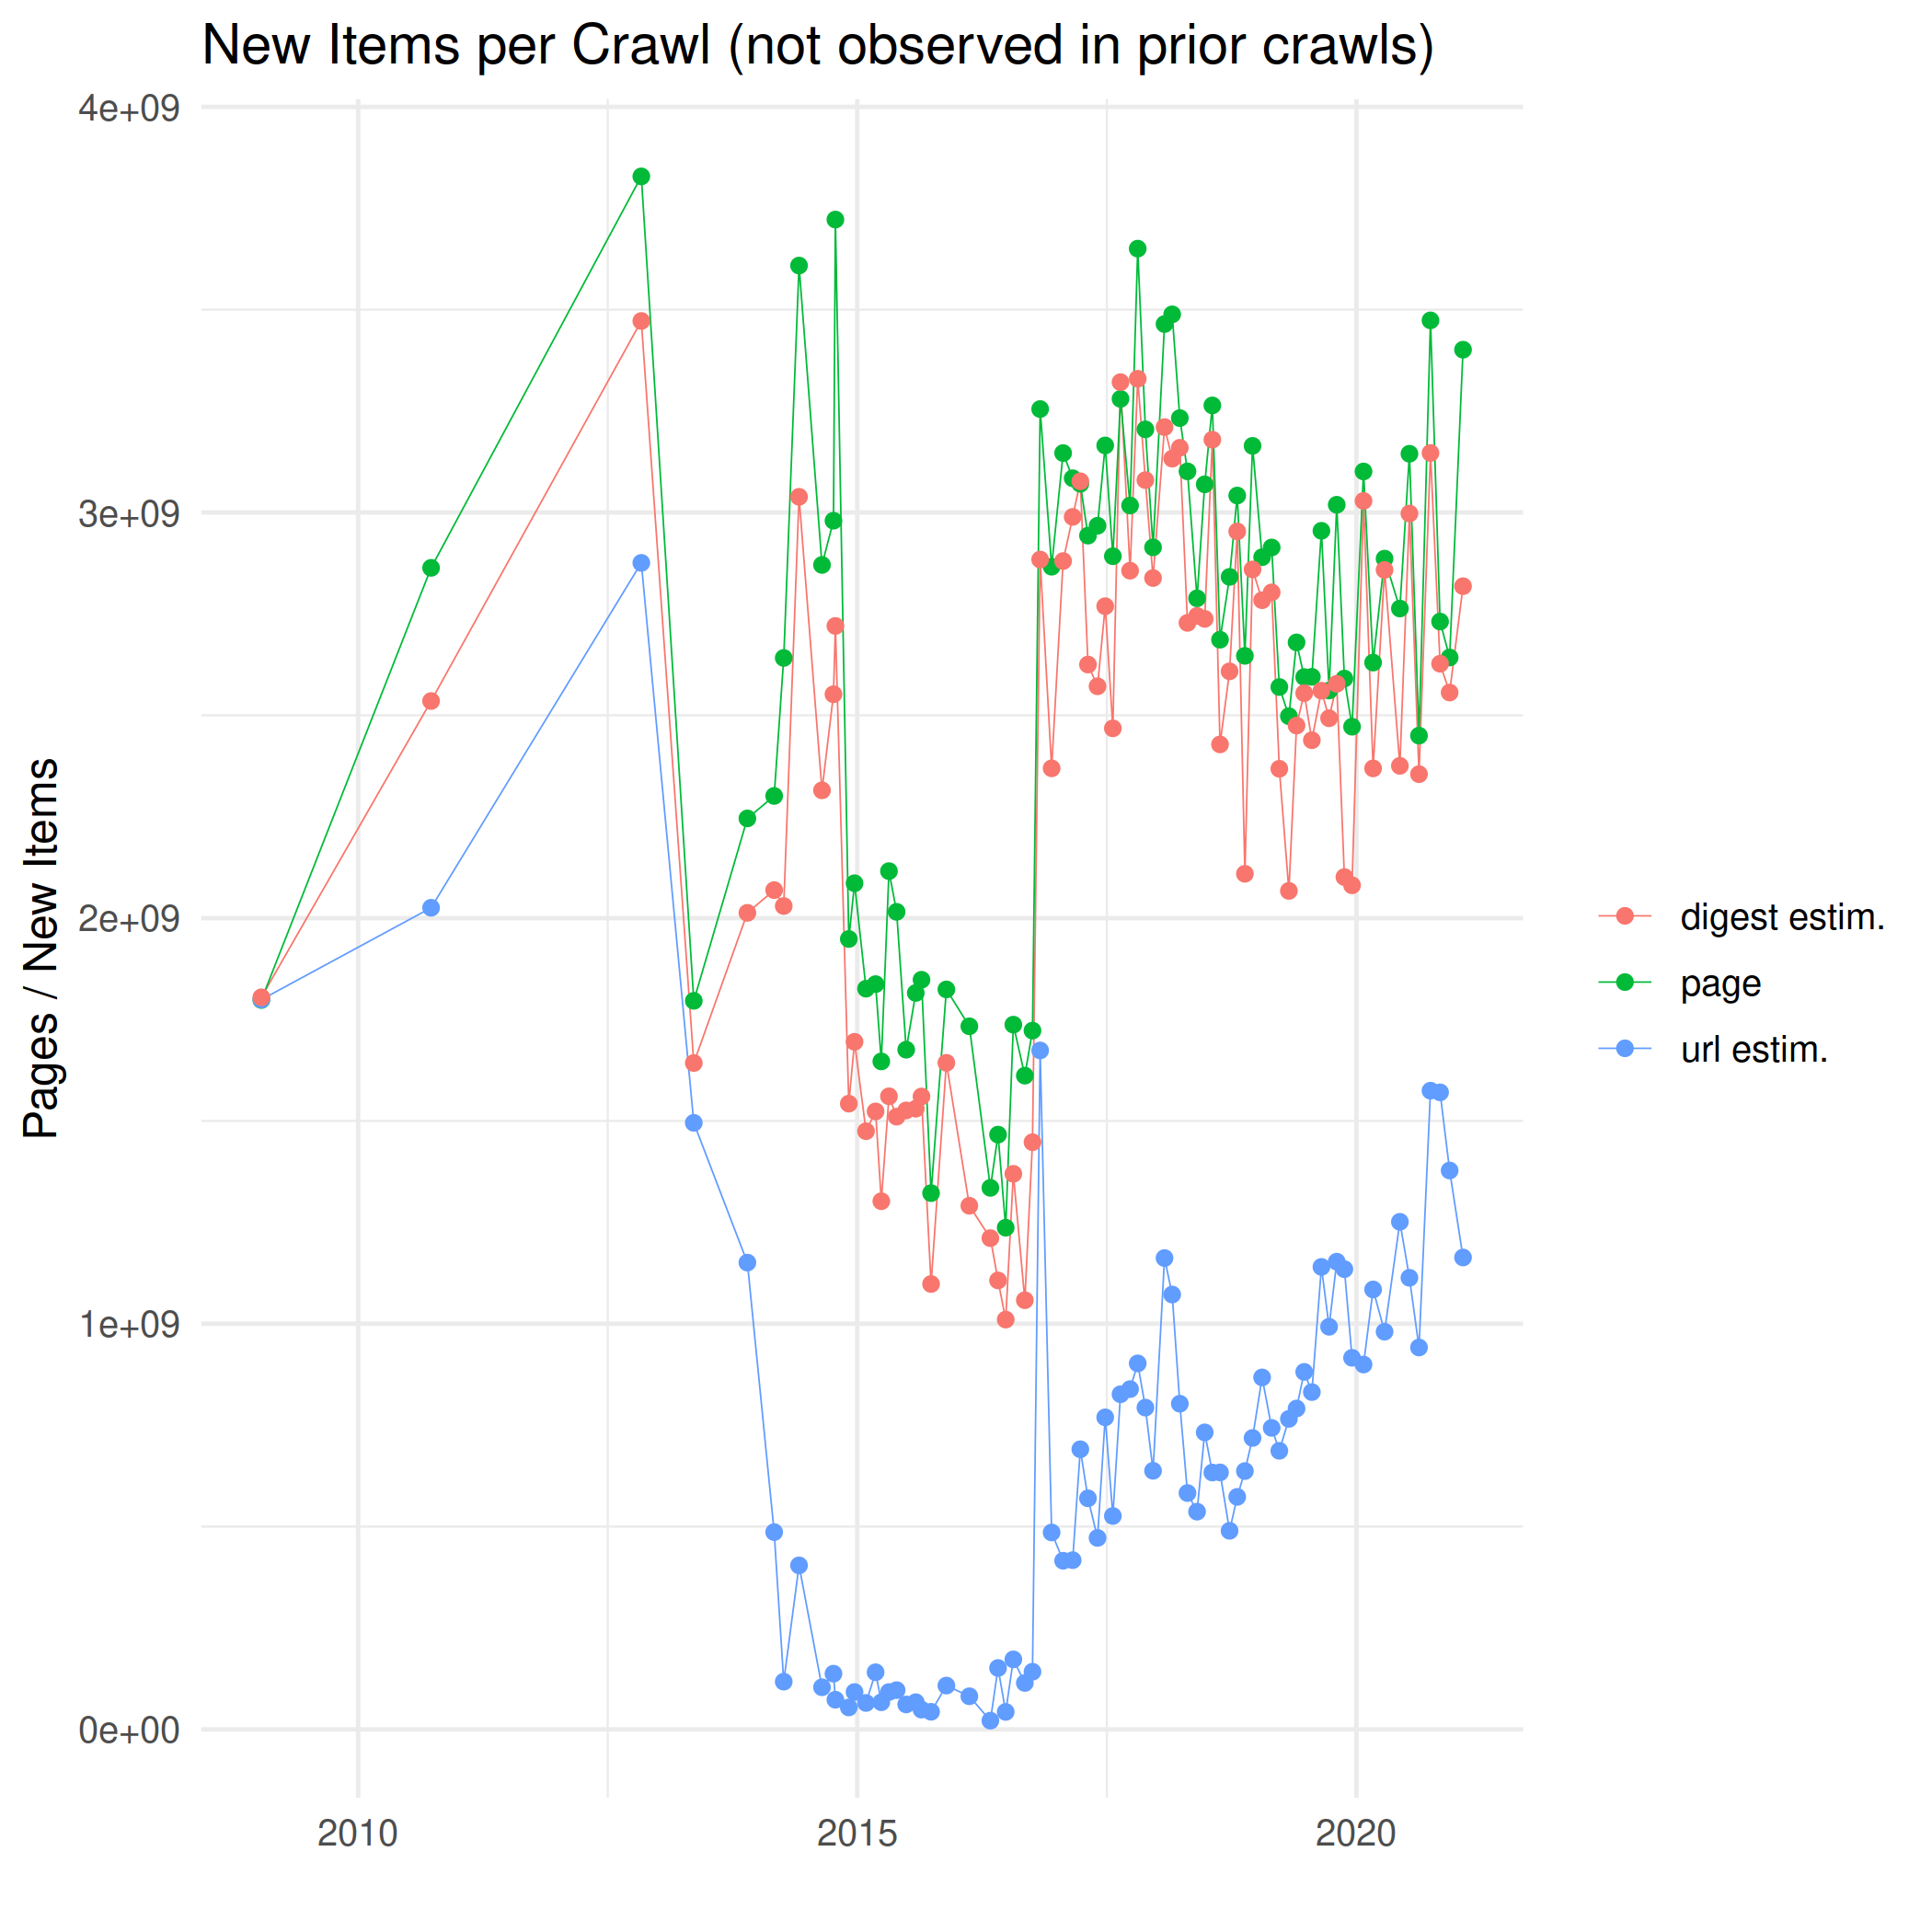 New Items per Crawl (not observed in prior crawls)
Pages / New Items
4e+09
3e+09
2e+09
1e+09
0e+00
2010
2015
2020
digest estim.
page
url estim.